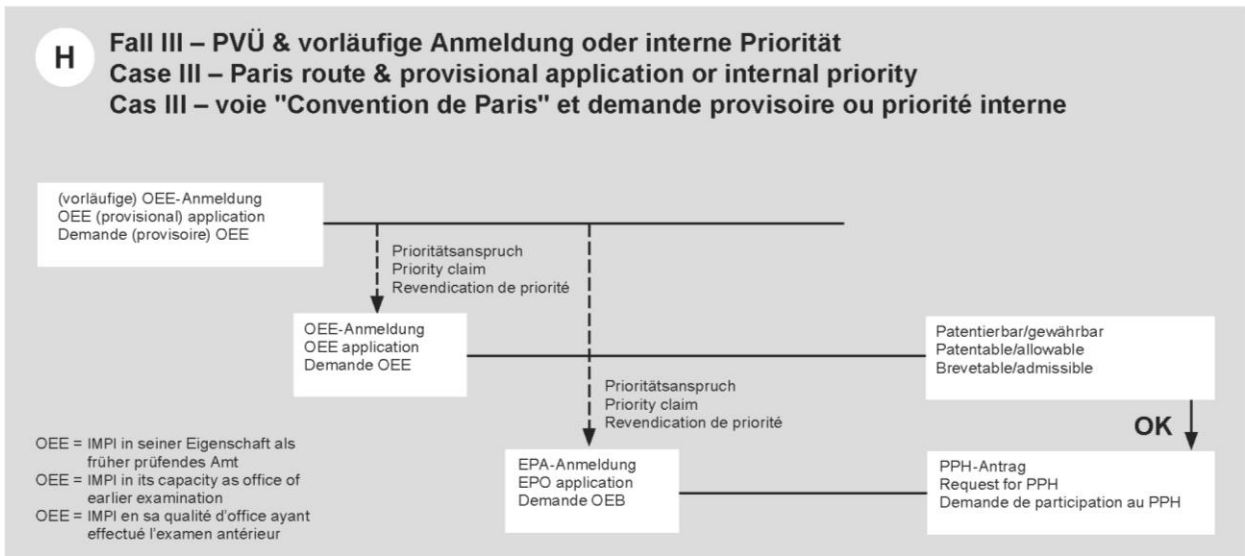 H
Fall III – PVÜ & vorläufige Anmeldung oder interne Priorität
Case III – Paris route & provisional application or internal priority
Cas III – voie "Convention de Paris" et demande provisoire ou priorité interne
(vorläufige) OEE-Anmeldung
OEE (provisional) application
Demande (provisoire) OEE
Prioritätsanspruch
Priority claim
Revendication de priorité
OEE-Anmeldung
OEE application
Demande OEE
Patentierbar/gewährbar
Patentable/allowable
Brevetable/admissible
Prioritätsanspruch
Priority claim
Revendication de priorité
OK
OEE = IMPI in seiner Eigenschaft als
früher prüfendes Amt
OEE = IMPI in its capacity as office of
earlier examination
OEE = IMPI en sa qualité d'office ayant
effectué l'examen antérieur
EPA-Anmeldung
EPO application
Demande OEB
PPH-Antrag
Request for PPH
Demande de participation au PPH